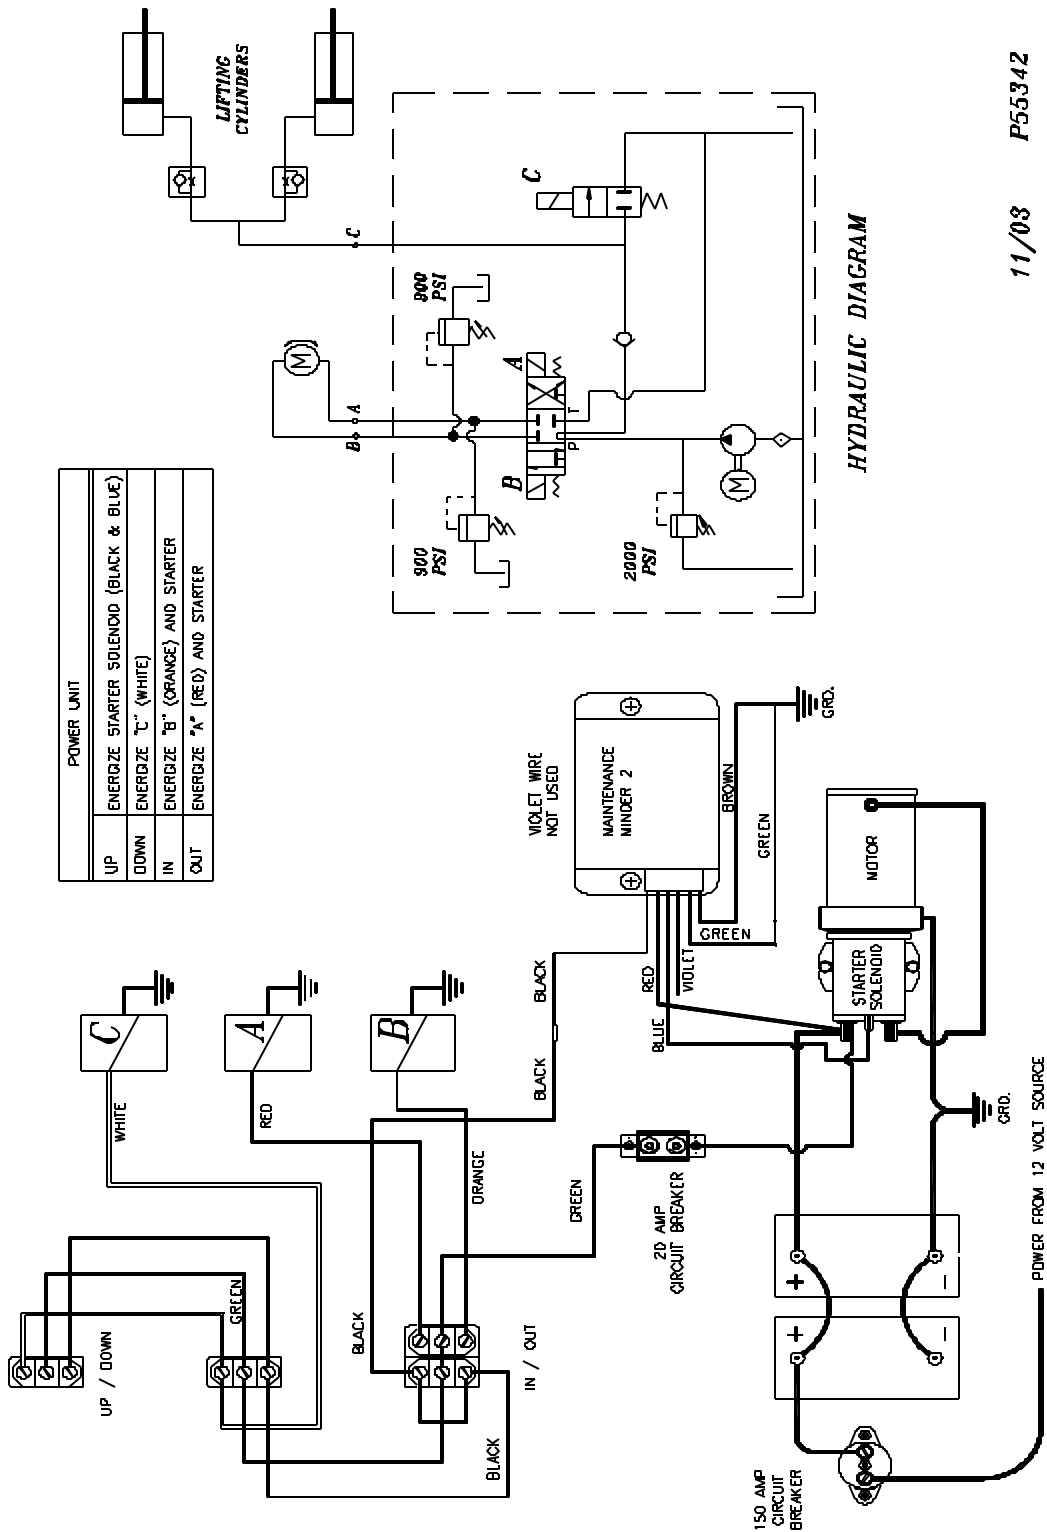 UP / DOWN
GREEN
WHITE
C
RED
A
B
BLACK
ORANGE
BLACK
IN / OUT
GREEN
20 AMP
CIRCUIT BREAKER
150 AMP
CIRCUIT
BREAKER
+
-
+
-
POWER FROM 12 VOLT SOURCE
GRD.
POWER UNIT
UP ENERGIZE STARTER SOLENOID (BLACK & BLUE)
DOWN ENERGIZE "C" (WHITE)
IN ENERGIZE "B" (ORANGE) AND STARTER
OUT ENERGIZE "A" (RED) AND STARTER
BLACK
BLACK
VIOLET WIRE
NOT USED
MAINTENANCE
MINDER 2
RED
BLUE
VIOLET
GREEN
BROWN
GREEN
GRD.
STARTER
SOLENOID
MOTOR
LIFTING
CYLINDERS
M
B
A
C
900
PSI
900
PSI
B
A
C
P
T
2000
PSI
M
HYDRAULIC DIAGRAM
11/03 P55342